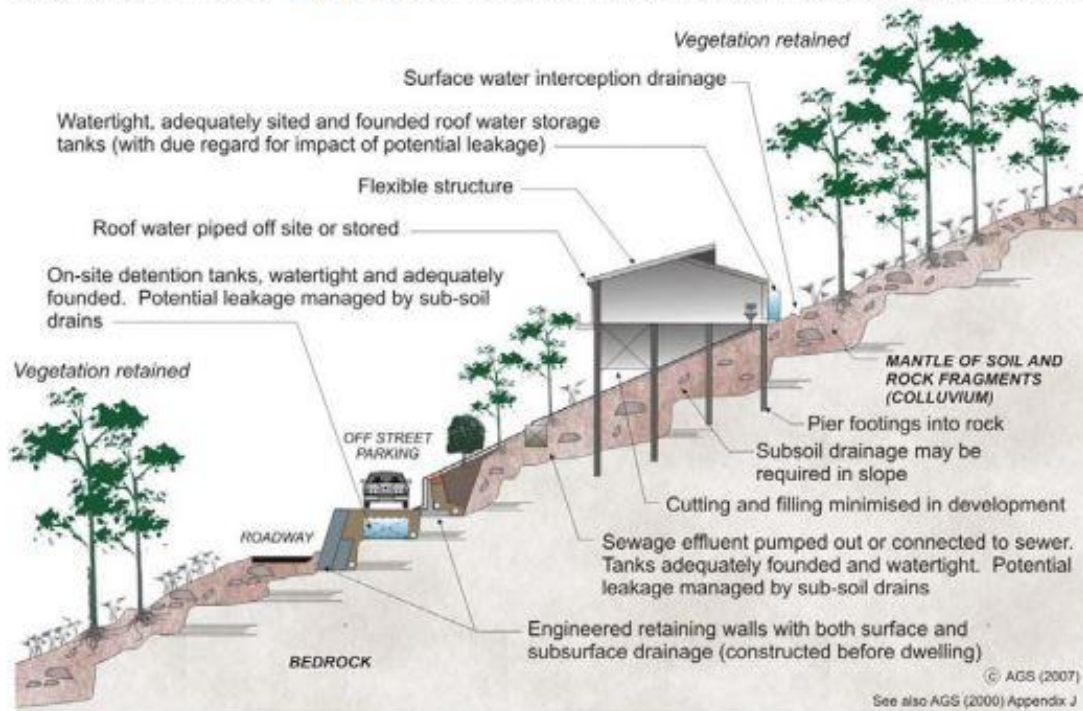 Vegetation retained
Surface water interception drainage
Watertight, adequately sited and founded roof water storage
tanks (with due regard for impact of potential leakage)
Flexible structure
Roof water piped off site or stored
On-site detention tanks, watertight and adequately
founded. Potential leakage managed by sub-soil
drains
Vegetation retained
MANTLE OF SOIL AND
ROCK FRAGMENTS
(COLLUVIUM)
Pier footings into rock
OFF STREET
PARKING
Subsoil drainage may be
required in slope
Cutting and filling minimised in development
ROADWAY
Sewage effluent pumped out or connected to sewer.
Tanks adequately founded and watertight. Potential
leakage managed by sub-soil drains
Engineered retaining walls with both surface and
subsurface drainage (constructed before dwelling)
BEDROCK
© AGS (2007)
See also AGS (2000) Appendix J